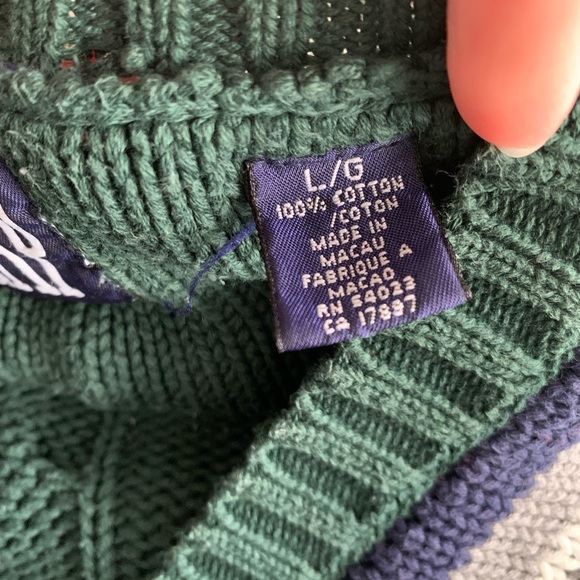 L/G
100% COTTON
/COTON
MADE IN
MACAU
FABRIQUE A
MACAO
RN 54023
CA 17897